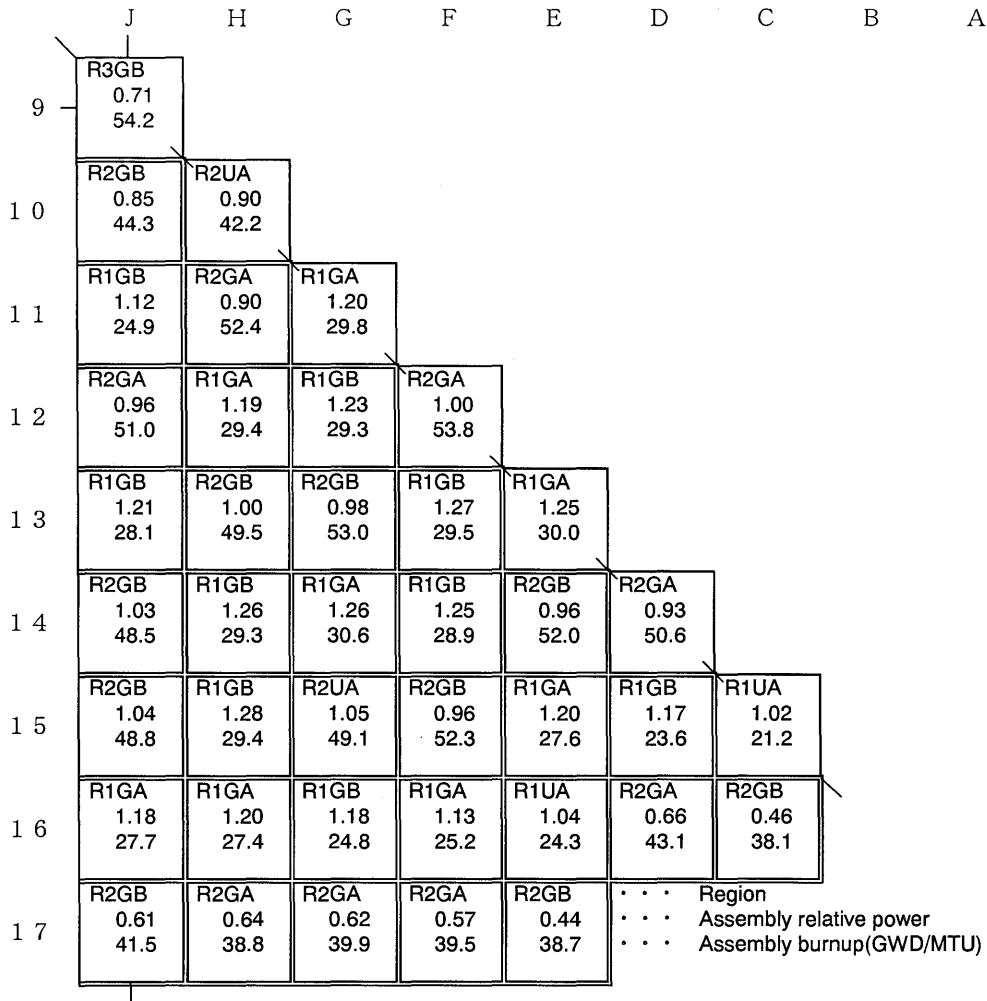 J H G F E D C B A
R3GB
0.71
9
54.2
R2GB R2UA
0.85 0.90
10
44.3 42.2
R1GB R2GA R1GA
1.12 0.90 1.20
11
24.9 52.4 29.8
R2GA R1GA R1GB R2GA
0.96 1.19 1.23 1.00
12
51.0 29.4 29.3 53.8
R1GB R2GB R2GB R1GB R1GA
1.21 1.00 0.98 1.27 1.25
13
28.1 49.5 53.0 29.5 30.0
R2GB R1GB R1GA R1GB R2GB R2GA
1.03 1.26 1.26 1.25 0.96 0.93
14
48.5 29.3 30.6 28.9 52.0 50.6
R2GB R1GB R2UA R2GB R1GA R1GB R1UA
1.04 1.28 1.05 0.96 1.20 1.17 1.02
15
48.8 29.4 49.1 52.3 27.6 23.6 21.2
R1GA R1GA R1GB R1GA R1UA R2GA R2GB
1.18 1.20 1.18 1.13 1.04 0.66 0.46
16
27.7 27.4 24.8 25.2 24.3 43.1 38.1
R2GB R2GA R2GA R2GA R2GB · · · Region
0.61 0.64 0.62 0.57 0.44 · · · Assembly relative power
17
41.5 38.8 39.9 39.5 38.7 · · · Assembly burnup(GWD/MTU)